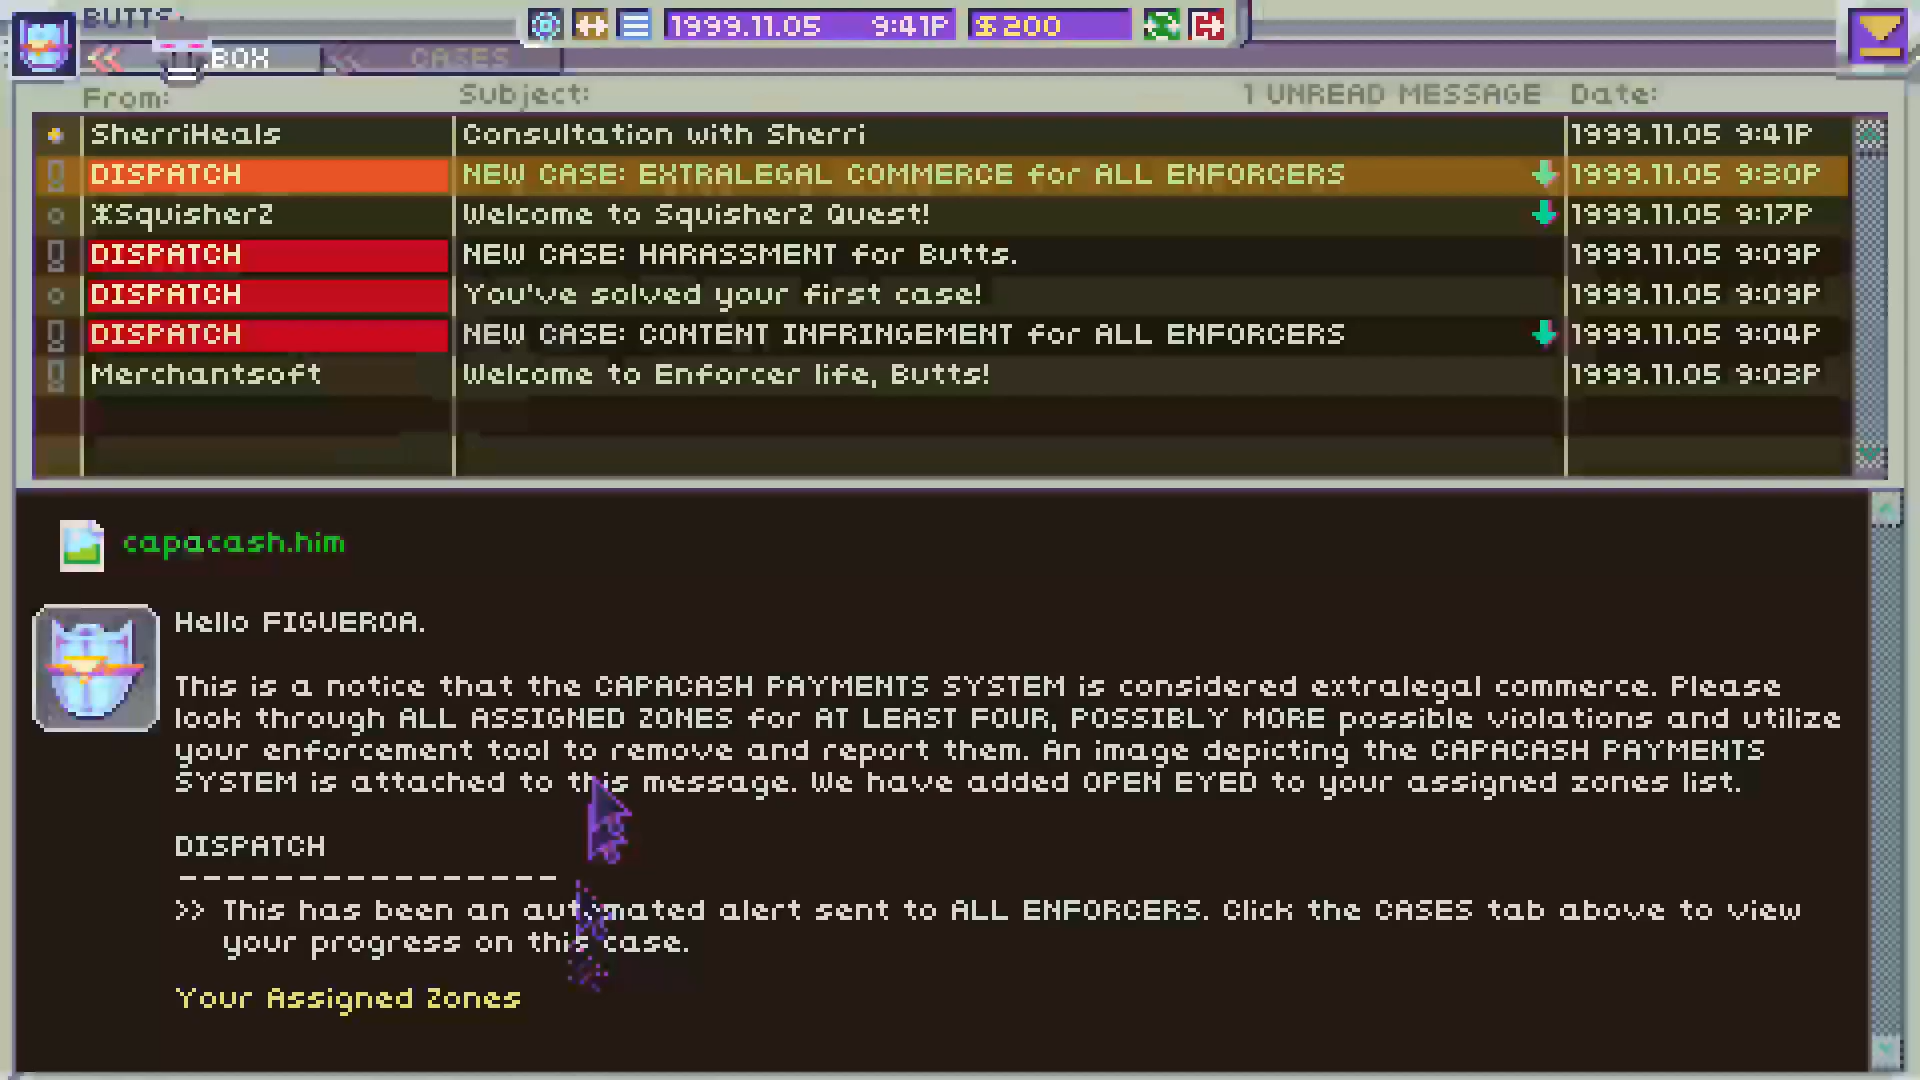 BUTTS
1999.11.05 9:41P
200
BOX
CASES
From:
Subject:
1 UNREAD MESSAGE
Date:
SherriHeals Consultation with Sherri 1999.11.05 9:41P
DISPATCH NEW CASE: EXTRALEGAL COMMERCE for ALL ENFORCERS 1999.11.05 9:30P
*SquisherZ Welcome to SquisherZ Quest! 1999.11.05 9:17P
DISPATCH NEW CASE: HARASSMENT for Butts. 1999.11.05 9:09P
DISPATCH You've solved your first case! 1999.11.05 9:09P
DISPATCH NEW CASE: CONTENT INFRINGEMENT for ALL ENFORCERS 1999.11.05 9:04P
Merchantsoft Welcome to Enforcer life, Butts! 1999.11.05 9:03P
capacash.him
Hello FIGUEROA.
This is a notice that the CAPACASH PAYMENTS SYSTEM is considered extralegal commerce. Please
look through ALL ASSIGNED ZONES for AT LEAST FOUR, POSSIBLY MORE possible violations and utilize
your enforcement tool to remove and report them. An image depicting the CAPACASH PAYMENTS
SYSTEM is attached to this message. We have added OPEN EYED to your assigned zones list.
DISPATCH
----------------
>> This has been an automated alert sent to ALL ENFORCERS. Click the CASES tab above to view
your progress on this case.
Your Assigned Zones